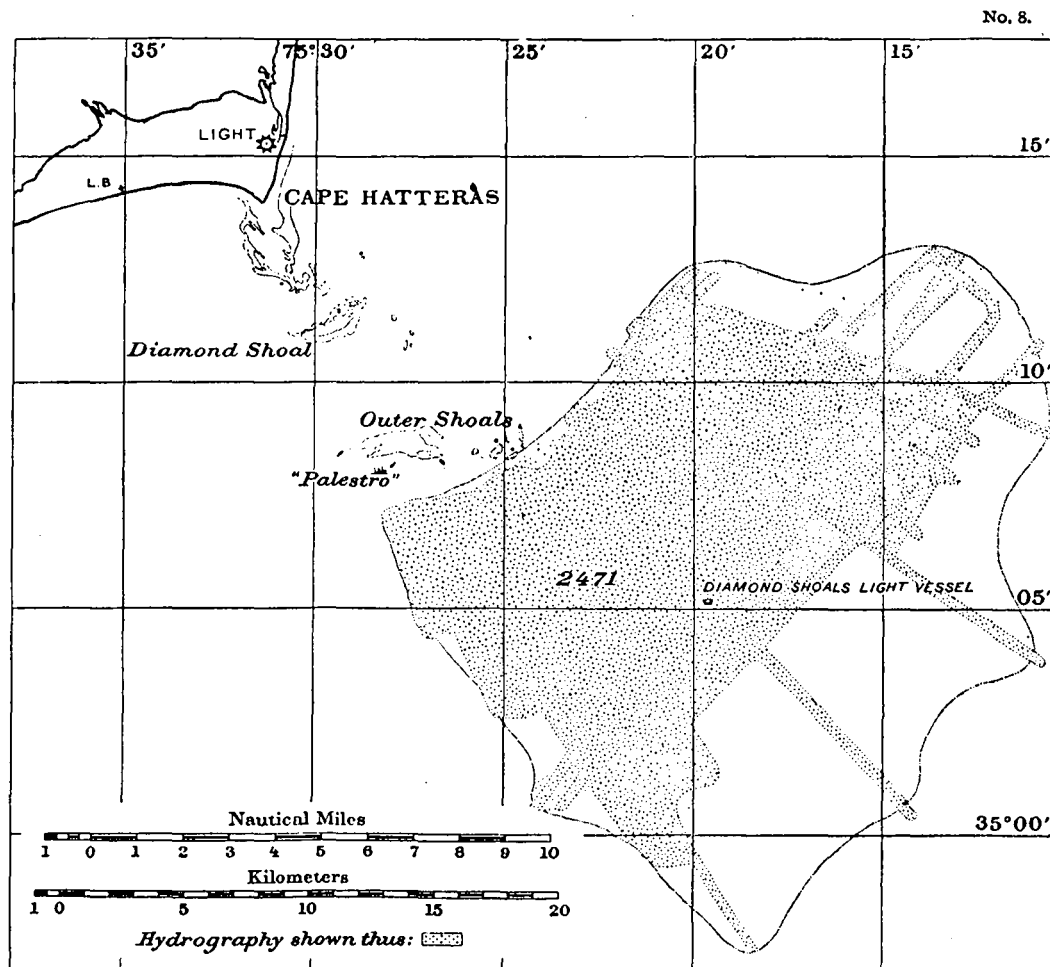 No. 8.
35' 75° 30' 25' 20' 15'
LIGHT
15'
L.B
CAPE HATTERAS
Diamond Shoal
10'
Outer Shoals
"Palestro"
2471
DIAMOND SHOALS LIGHT VESSEL
05'
35°00'
Nautical Miles
1 0 1 2 3 4 5 6 7 8 9 10
Kilometers
1 0 5 10 15 20
Hydrography shown thus: